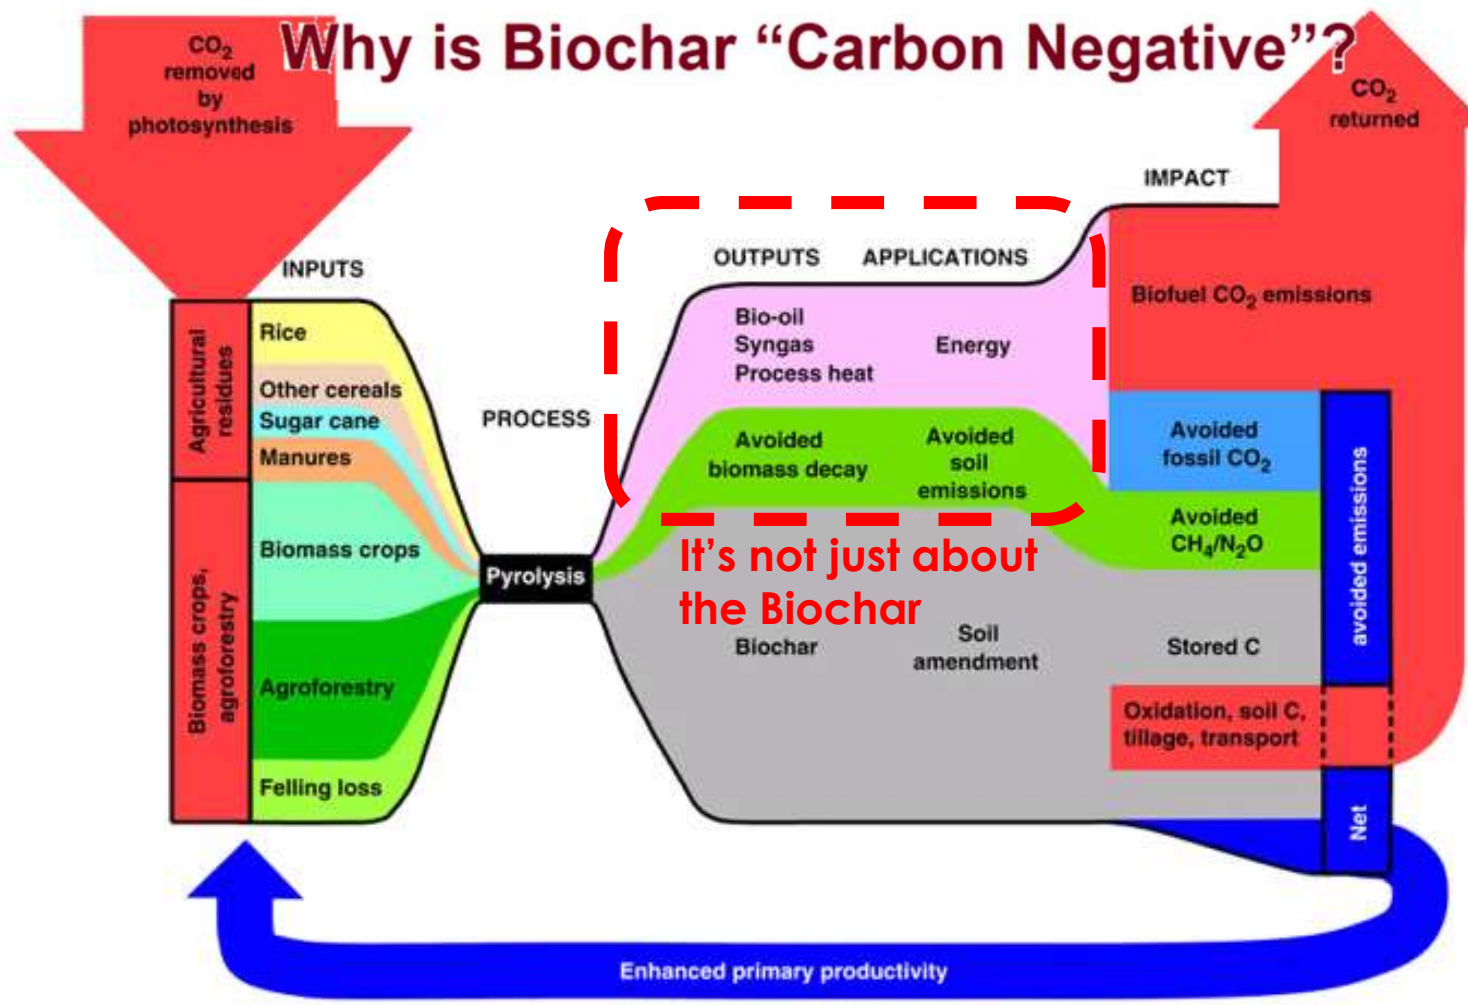 Why is Biochar “Carbon Negative”?
CO₂
removed
by
photosynthesis
CO₂
returned
INPUTS
Agricultural
residues
Rice
Other cereals
Sugar cane
Manures
Biomass crops,
agroforestry
Biomass crops
Agroforestry
Felling loss
PROCESS
Pyrolysis
OUTPUTS
APPLICATIONS
IMPACT
Bio-oil
Syngas
Process heat
Energy
Biofuel CO₂ emissions
Avoided
biomass decay
Avoided
soil
emissions
Avoided
fossil CO₂
Avoided
CH₄/N₂O
It’s not just about
the Biochar
Biochar
Soil
amendment
Stored C
Oxidation, soil C,
tillage, transport
avoided emissions
Net
Enhanced primary productivity